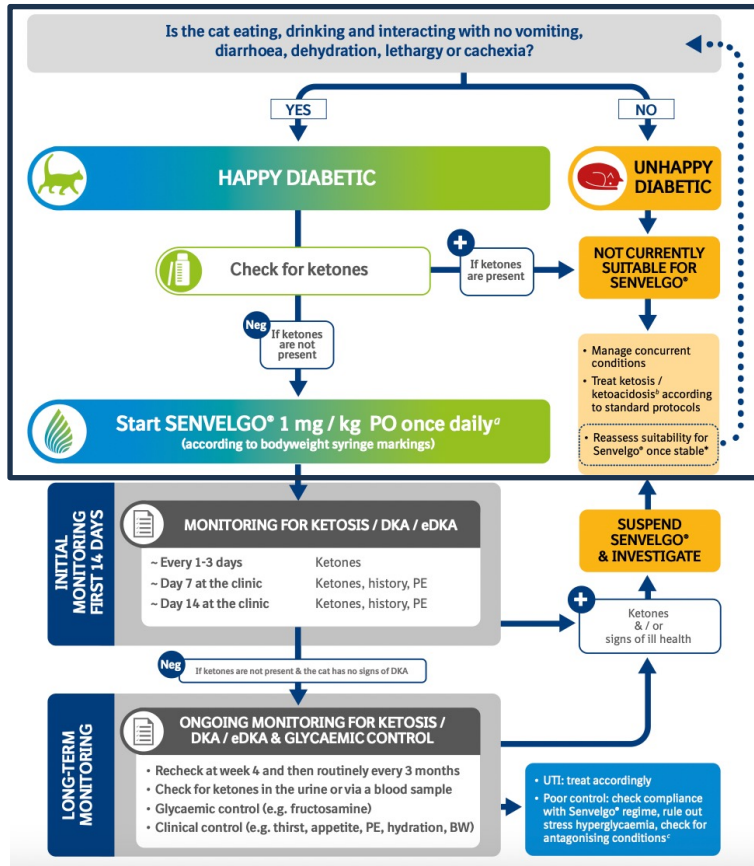 Is the cat eating, drinking and interacting with no vomiting,
diarrhoea, dehydration, lethargy or cachexia?
YES
NO
HAPPY DIABETIC
UNHAPPY
DIABETIC
Check for ketones
+
If ketones
are present
NOT CURRENTLY
SUITABLE FOR
SENVELGO®
Neg
If ketones
are not
present
• Manage concurrent
conditions
• Treat ketosis /
ketoacidosisᵇ according
to standard protocols
• Reassess suitability for
Senvelgo® once stable*
Start SENVELGO® 1 mg / kg PO once dailyᵃ
(according to bodyweight syringe markings)
INITIAL
MONITORING
FIRST 14 DAYS
MONITORING FOR KETOSIS / DKA / eDKA
~ Every 1-3 days Ketones
~ Day 7 at the clinic Ketones, history, PE
~ Day 14 at the clinic Ketones, history, PE
SUSPEND
SENVELGO®
& INVESTIGATE
+
Ketones
& / or
signs of ill health
Neg
If ketones are not present & the cat has no signs of DKA
LONG-TERM
MONITORING
ONGOING MONITORING FOR KETOSIS /
DKA / eDKA & GLYCAEMIC CONTROL
• Recheck at week 4 and then routinely every 3 months
• Check for ketones in the urine or via a blood sample
• Glycaemic control (e.g. fructosamine)
• Clinical control (e.g. thirst, appetite, PE, hydration, BW)
• UTI: treat accordingly
• Poor control: check compliance
with Senvelgo® regime, rule out
stress hyperglycaemia, check for
antagonising conditionsᶜ